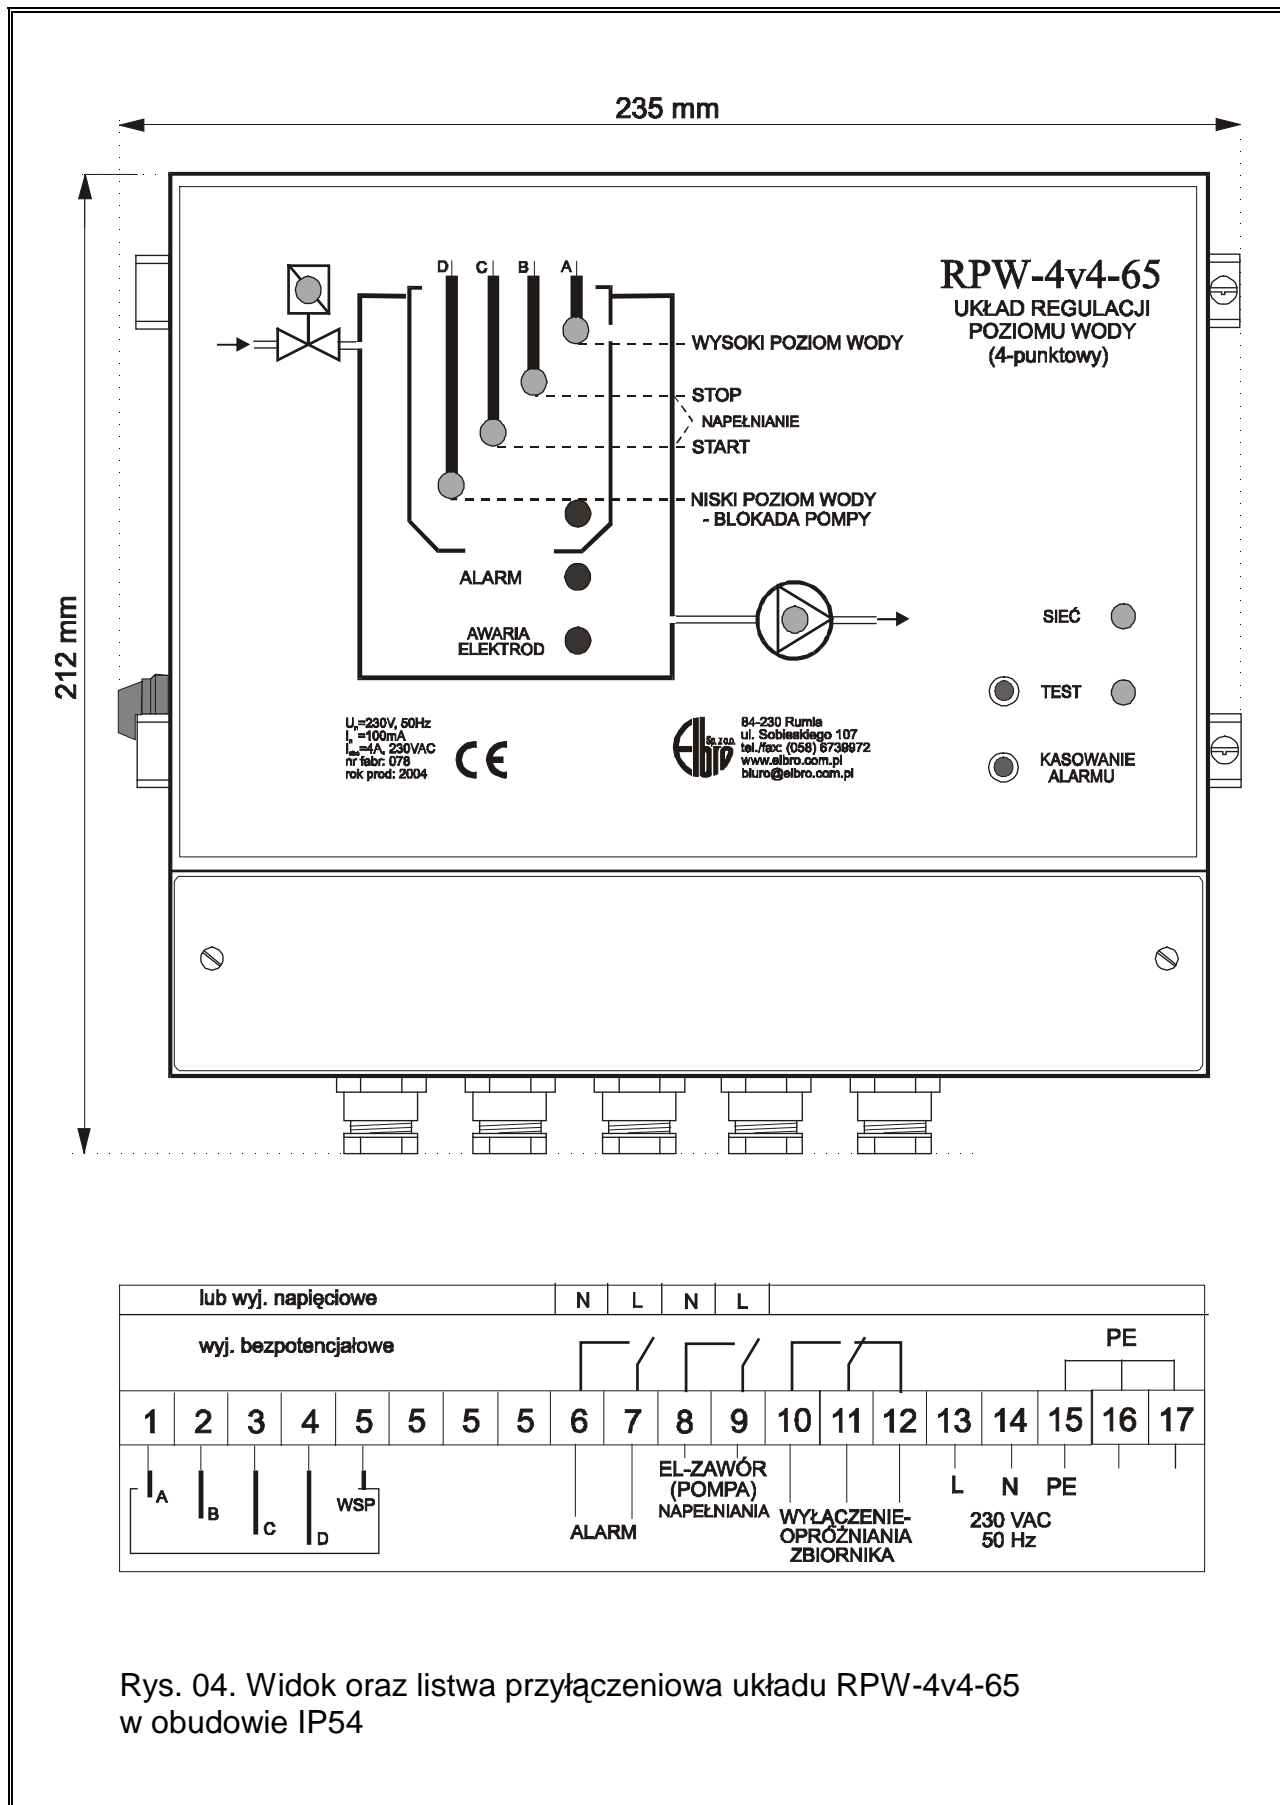 235 mm
212 mm
D C B A
RPW-4v4-65
UKŁAD REGULACJI
POZIOMU WODY
(4-punktowy)
WYSOKI POZIOM WODY
STOP
NAPEŁNIANIE
START
NISKI POZIOM WODY
- BLOKADA POMPY
ALARM
AWARIA
ELEKTROD
SIEĆ
TEST
KASOWANIE
ALARMU
Un=230V, 50Hz
In=100mA
=4A, 230VAC
nr fabr: 078
rok prod: 2004
CE
Elbro Sp. z o.o.
84-230 Rumia
ul. Sobieskiego 107
tel./fax: (058) 6739972
www.elbro.com.pl
biuro@elbro.com.pl
lub wyj. napięciowe N L N L
wyj. bezpotencjałowe
PE
1 2 3 4 5 5 5 5 6 7 8 9 10 11 12 13 14 15 16 17
A B C D WSP
ALARM
EL-ZAWÓR
(POMPA)
NAPEŁNIANIA
WYŁĄCZENIE-
OPRÓŻNIANIA
ZBIORNIKA
L N PE
230 VAC
50 Hz
Rys. 04. Widok oraz listwa przyłączeniowa układu RPW-4v4-65
w obudowie IP54